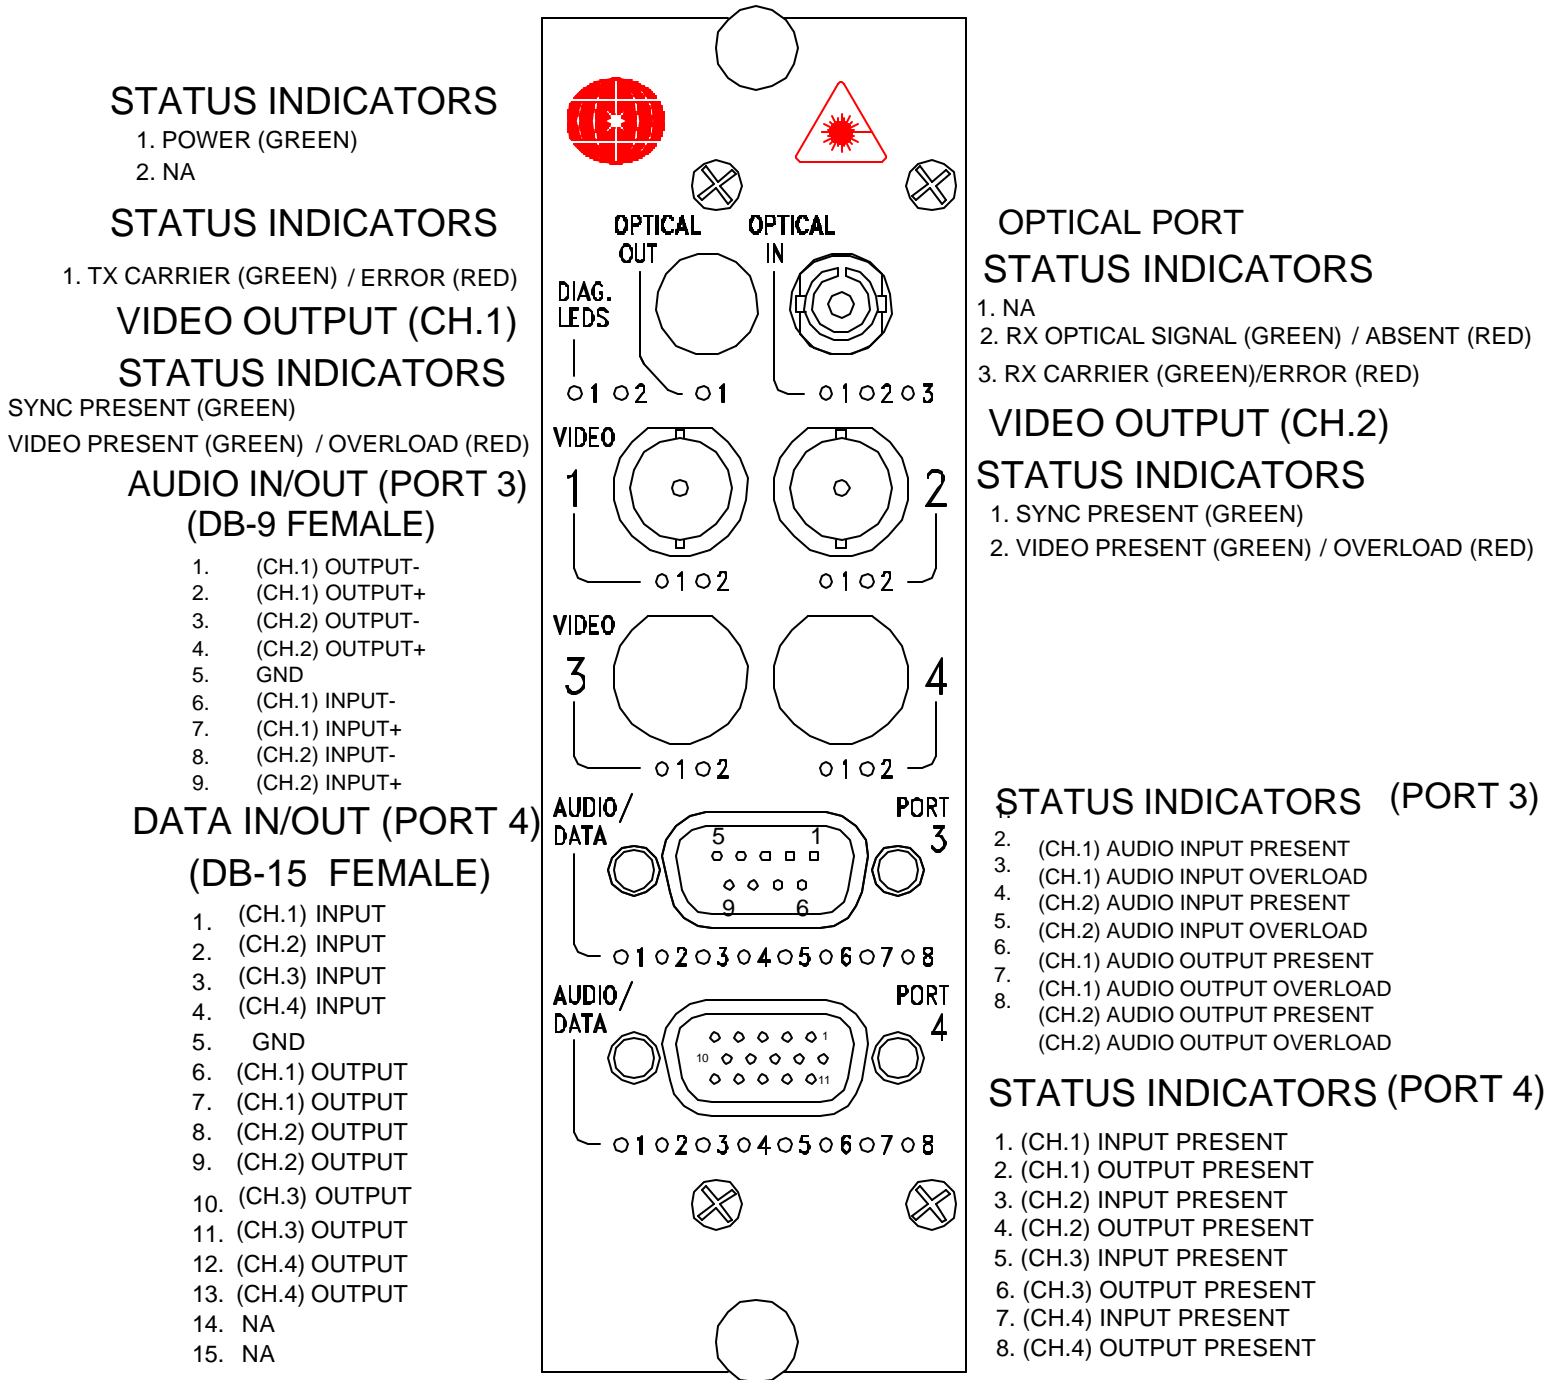 STATUS INDICATORS
1. POWER (GREEN)
2. NA
STATUS INDICATORS
1. TX CARRIER (GREEN) / ERROR (RED)
VIDEO OUTPUT (CH.1)
STATUS INDICATORS
SYNC PRESENT (GREEN)
VIDEO PRESENT (GREEN) / OVERLOAD (RED)
AUDIO IN/OUT (PORT 3)
(DB-9 FEMALE)
1. (CH.1) OUTPUT-
2. (CH.1) OUTPUT+
3. (CH.2) OUTPUT-
4. (CH.2) OUTPUT+
5. GND
6. (CH.1) INPUT-
7. (CH.1) INPUT+
8. (CH.2) INPUT-
9. (CH.2) INPUT+
DATA IN/OUT (PORT 4)
(DB-15 FEMALE)
1. (CH.1) INPUT
2. (CH.2) INPUT
3. (CH.3) INPUT
4. (CH.4) INPUT
5. GND
6. (CH.1) OUTPUT
7. (CH.1) OUTPUT
8. (CH.2) OUTPUT
9. (CH.2) OUTPUT
10. (CH.3) OUTPUT
11. (CH.3) OUTPUT
12. (CH.4) OUTPUT
13. (CH.4) OUTPUT
14. NA
15. NA
OPTICAL OPTICAL
OUT IN
DIAG.
LEDS
1 2 1 1 2 3
VIDEO
1 2
1 2 1 2
VIDEO
3 4
1 2 1 2
AUDIO/ PORT
DATA 3
5 1
9 6
1 2 3 4 5 6 7 8
AUDIO/ PORT
DATA 4
1
10
11
1 2 3 4 5 6 7 8
OPTICAL PORT
STATUS INDICATORS
1. NA
2. RX OPTICAL SIGNAL (GREEN) / ABSENT (RED)
3. RX CARRIER (GREEN)/ERROR (RED)
VIDEO OUTPUT (CH.2)
STATUS INDICATORS
1. SYNC PRESENT (GREEN)
2. VIDEO PRESENT (GREEN) / OVERLOAD (RED)
STATUS INDICATORS (PORT 3)
1.
2. (CH.1) AUDIO INPUT PRESENT
3. (CH.1) AUDIO INPUT OVERLOAD
4. (CH.2) AUDIO INPUT PRESENT
5. (CH.2) AUDIO INPUT OVERLOAD
6. (CH.1) AUDIO OUTPUT PRESENT
7. (CH.1) AUDIO OUTPUT OVERLOAD
8. (CH.2) AUDIO OUTPUT PRESENT
(CH.2) AUDIO OUTPUT OVERLOAD
STATUS INDICATORS (PORT 4)
1. (CH.1) INPUT PRESENT
2. (CH.1) OUTPUT PRESENT
3. (CH.2) INPUT PRESENT
4. (CH.2) OUTPUT PRESENT
5. (CH.3) INPUT PRESENT
6. (CH.3) OUTPUT PRESENT
7. (CH.4) INPUT PRESENT
8. (CH.4) OUTPUT PRESENT